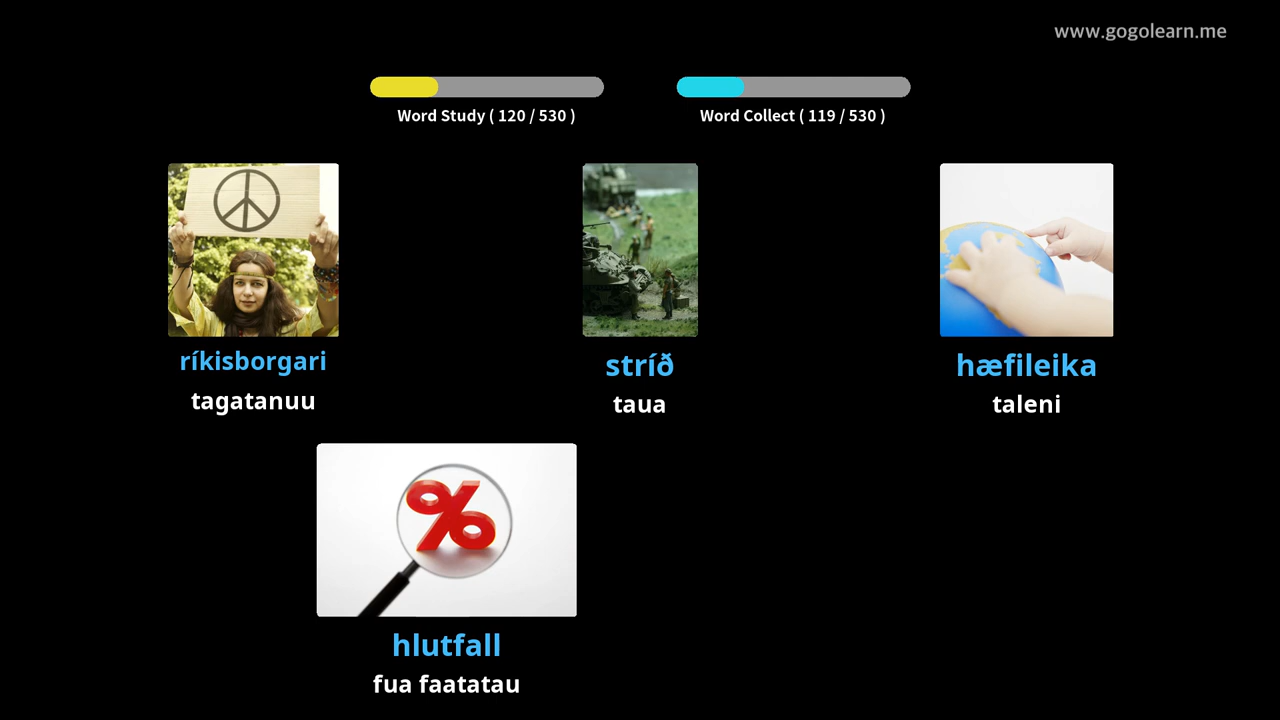 www.gogolearn.me
Word Study ( 120 / 530 )
Word Collect ( 119 / 530 )
ríkisborgari
tagatanuu
stríð
taua
hæfileika
taleni
hlutfall
fua faatatau